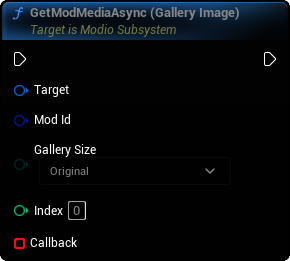 GetModMediaAsync (Gallery Image)
Target is Modio Subsystem
Target
Mod Id
Gallery Size
Original
Index 0
Callback